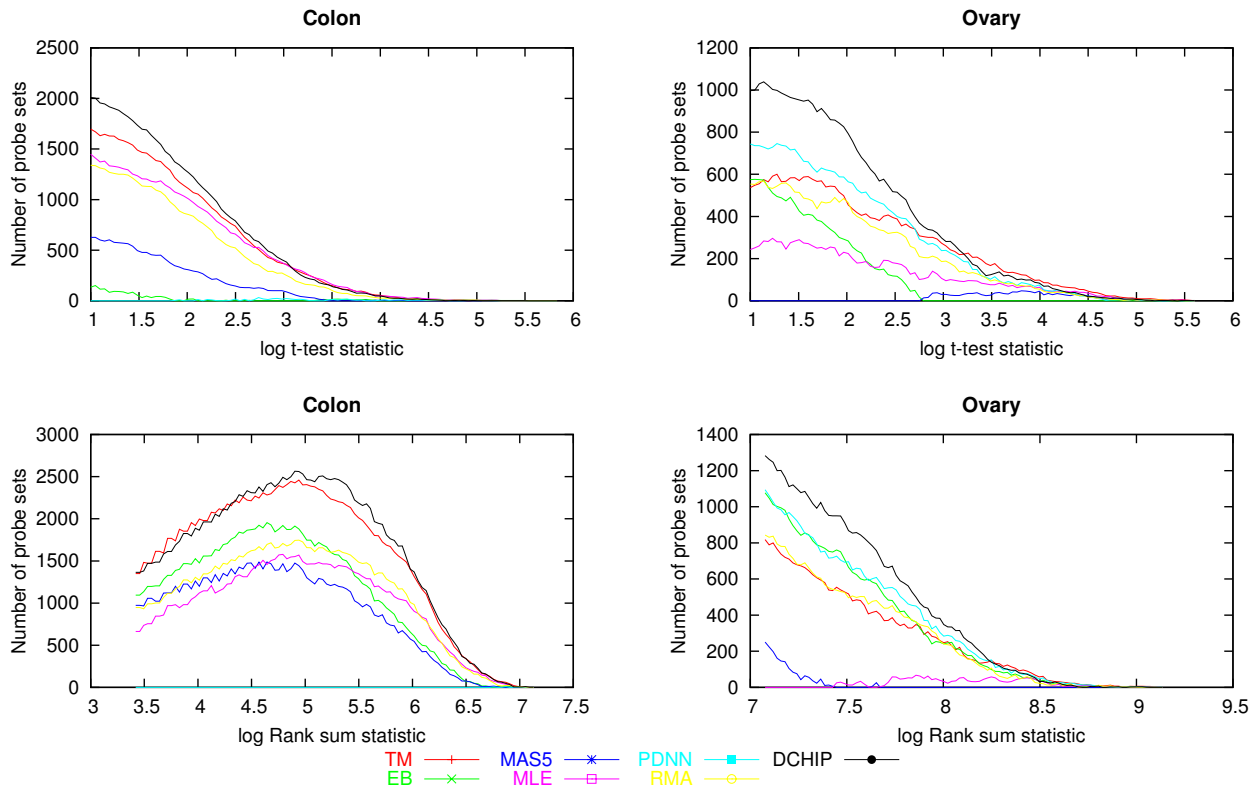 Colon
Number of probe sets
2500
2000
1500
1000
500
0
1 1.5 2 2.5 3 3.5 4 4.5 5 5.5 6
log t-test statistic
Ovary
Number of probe sets
1200
1000
800
600
400
200
0
1 1.5 2 2.5 3 3.5 4 4.5 5 5.5 6
log t-test statistic
Colon
Number of probe sets
3000
2500
2000
1500
1000
500
0
3 3.5 4 4.5 5 5.5 6 6.5 7 7.5
log Rank sum statistic
Ovary
Number of probe sets
1400
1200
1000
800
600
400
200
0
7 7.5 8 8.5 9 9.5
log Rank sum statistic
TM MAS5 PDNN DCHIP
EB MLE RMA